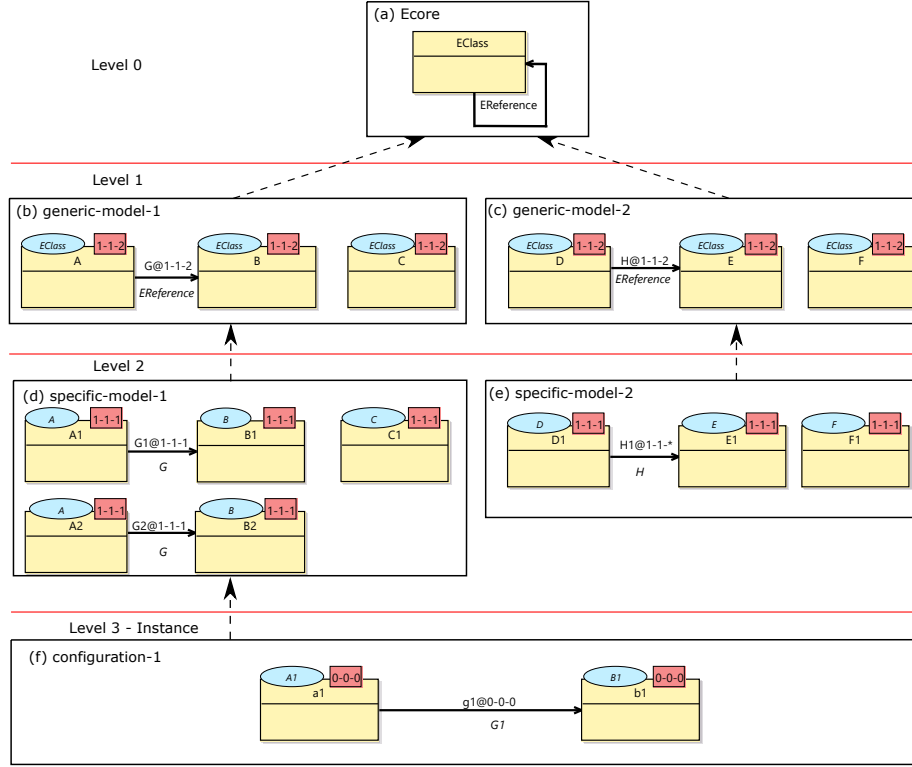 (a) Ecore
EClass
Level 0
EReference
Level 1
(b) generic-model-1
(c) generic-model-2
EClass 1-1-2 EClass 1-1-2 EClass 1-1-2 EClass 1-1-2 EClass 1-1-2 EClass 1-1-2
A B C D E F
G@1-1-2 H@1-1-2
EReference EReference
Level 2
(d) specific-model-1
(e) specific-model-2
A 1-1-1 B 1-1-1 C 1-1-1 D 1-1-1 E 1-1-1 F 1-1-1
A1 B1 C1 D1 E1 F1
G1@1-1-1 H1@1-1-*
G H
A 1-1-1 B 1-1-1
A2 G2@1-1-1 B2
G
Level 3 - Instance
(f) configuration-1
A1 0-0-0 B1 0-0-0
a1 b1
g1@0-0-0
G1